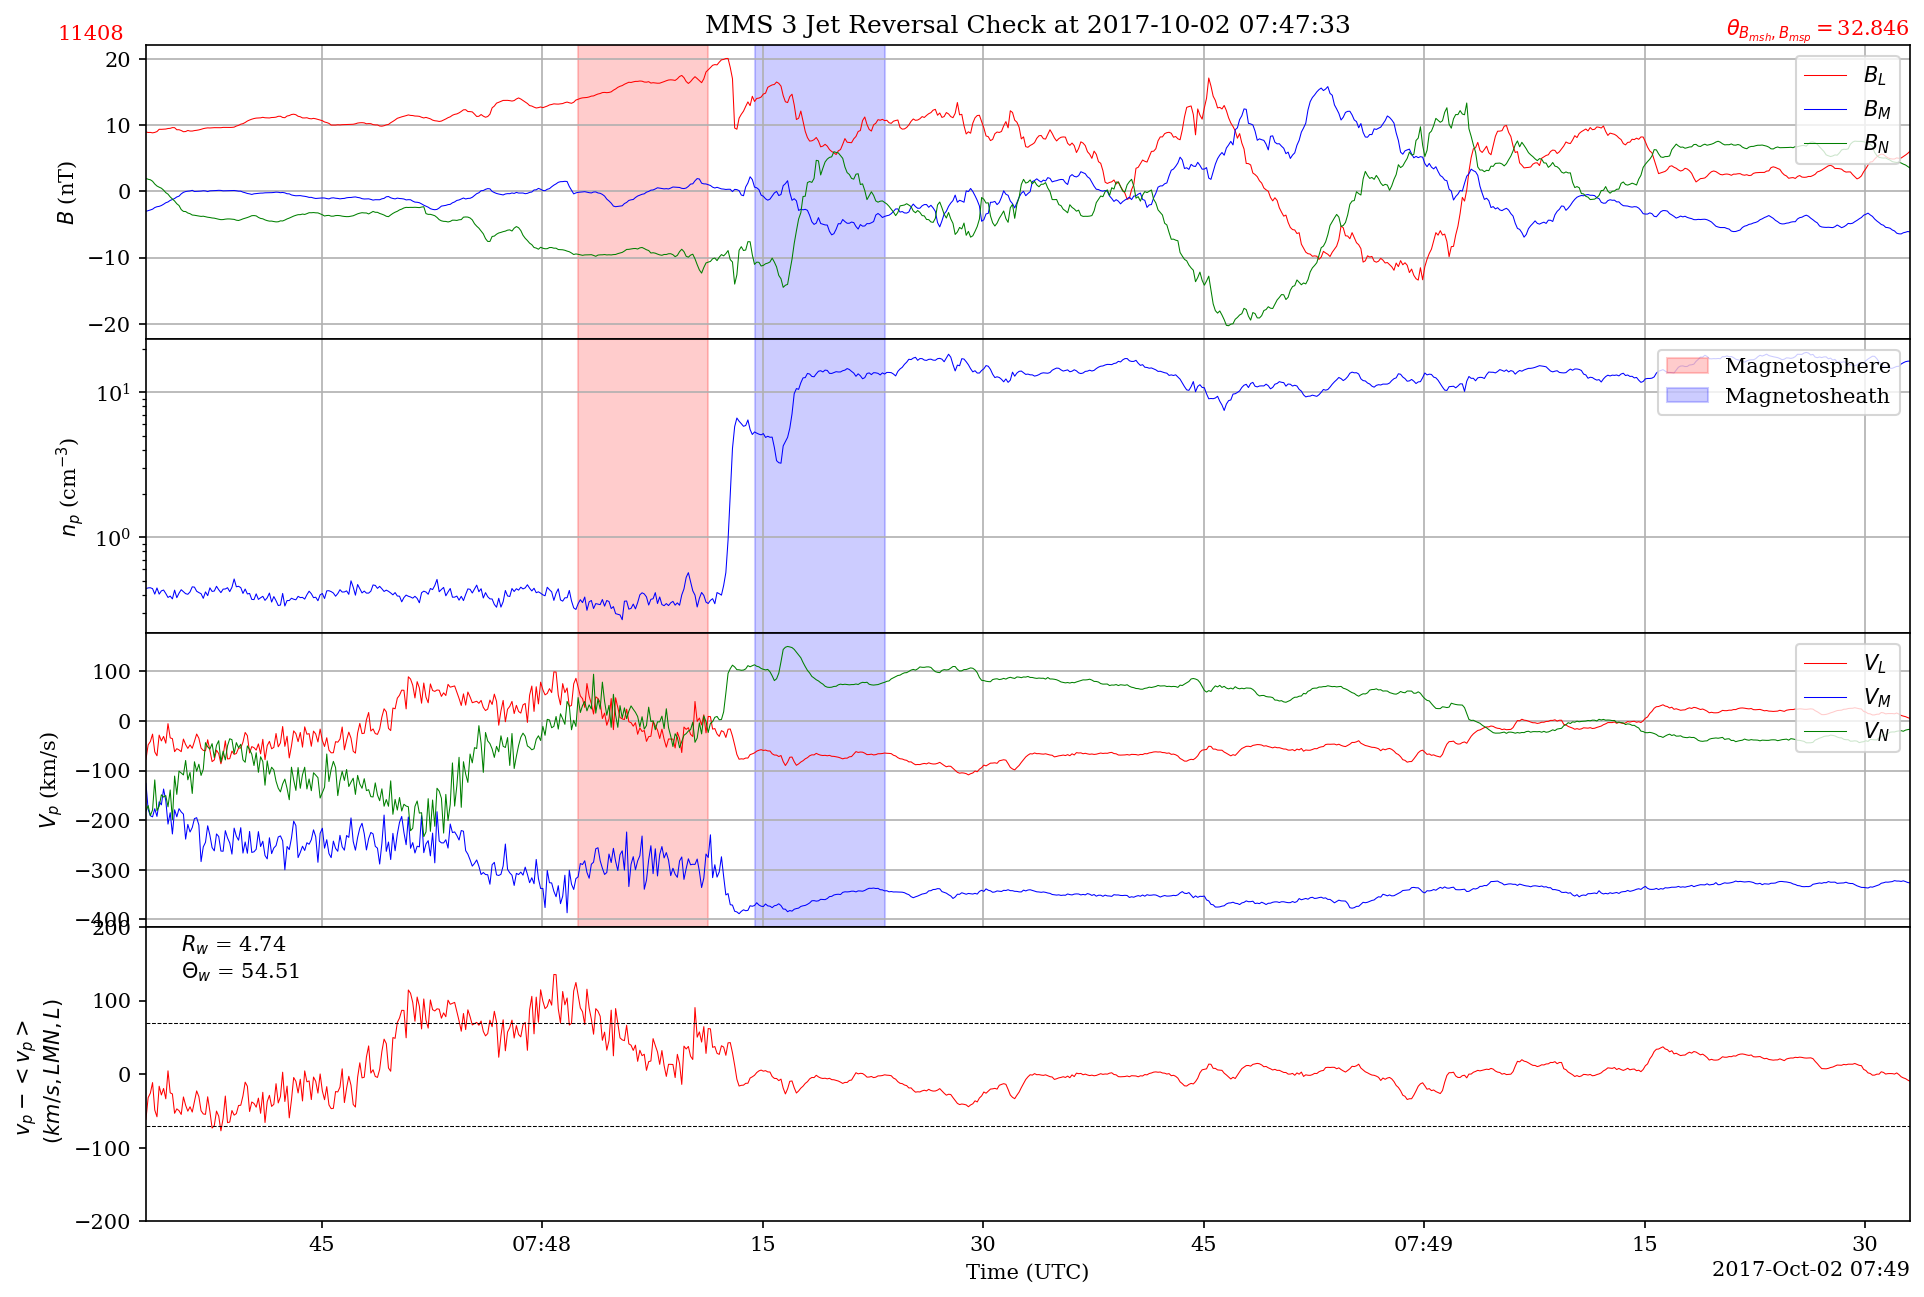 11408
MMS 3 Jet Reversal Check at 2017-10-02 07:47:33
θ_{B_{msh}, B_{msp}} = 32.846
20
10
0
−10
−20
B (nT)
B_L
B_M
B_N
10^1
10^0
n_p (cm^{−3})
Magnetosphere
Magnetosheath
100
0
−100
−200
−300
−400
V_p (km/s)
V_L
V_M
V_N
200
100
0
−100
−200
v_p − < v_p >
(km/s, LMN, L)
R_w = 4.74
Θ_w = 54.51
45
07:48
15
30
45
07:49
15
30
Time (UTC)
2017-Oct-02 07:49